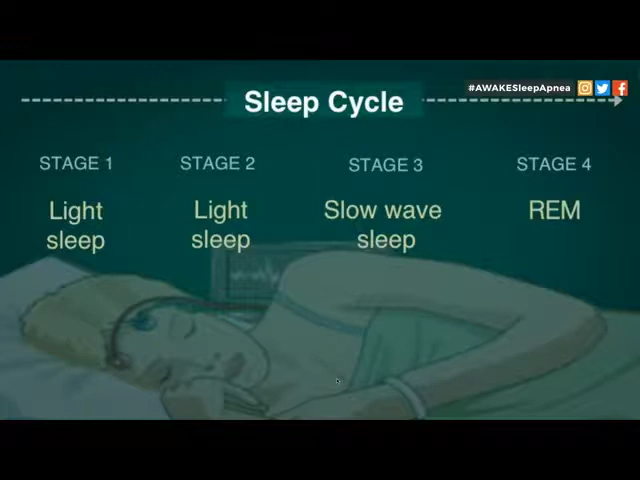 #AWAKESleepApnea
Sleep Cycle
STAGE 1
STAGE 2
STAGE 3
STAGE 4
Light
sleep
Light
sleep
Slow wave
sleep
REM